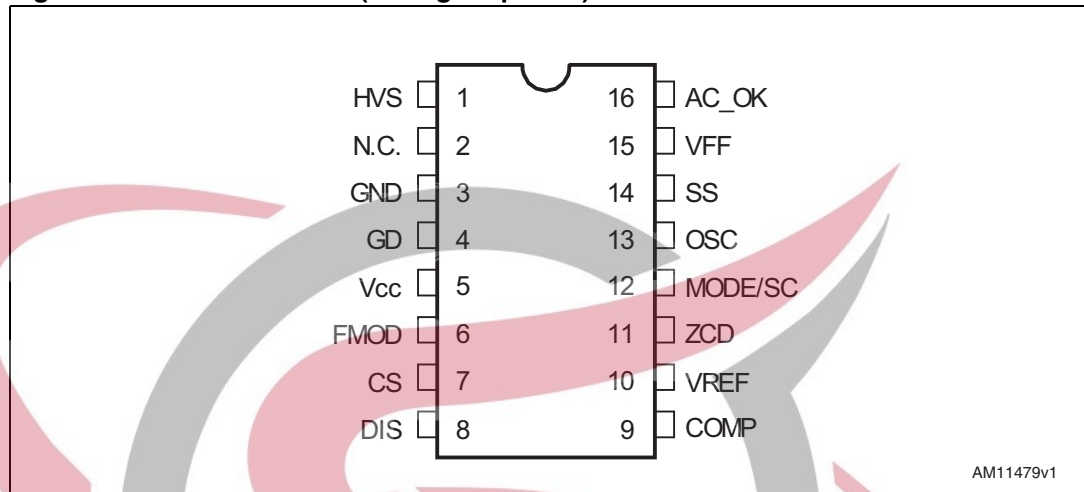 HVS 1 16 AC_OK
N.C. 2 15 VFF
GND 3 14 SS
GD 4 13 OSC
Vcc 5 12 MODE/SC
FMOD 6 11 ZCD
CS 7 10 VREF
DIS 8 9 COMP
AM11479v1